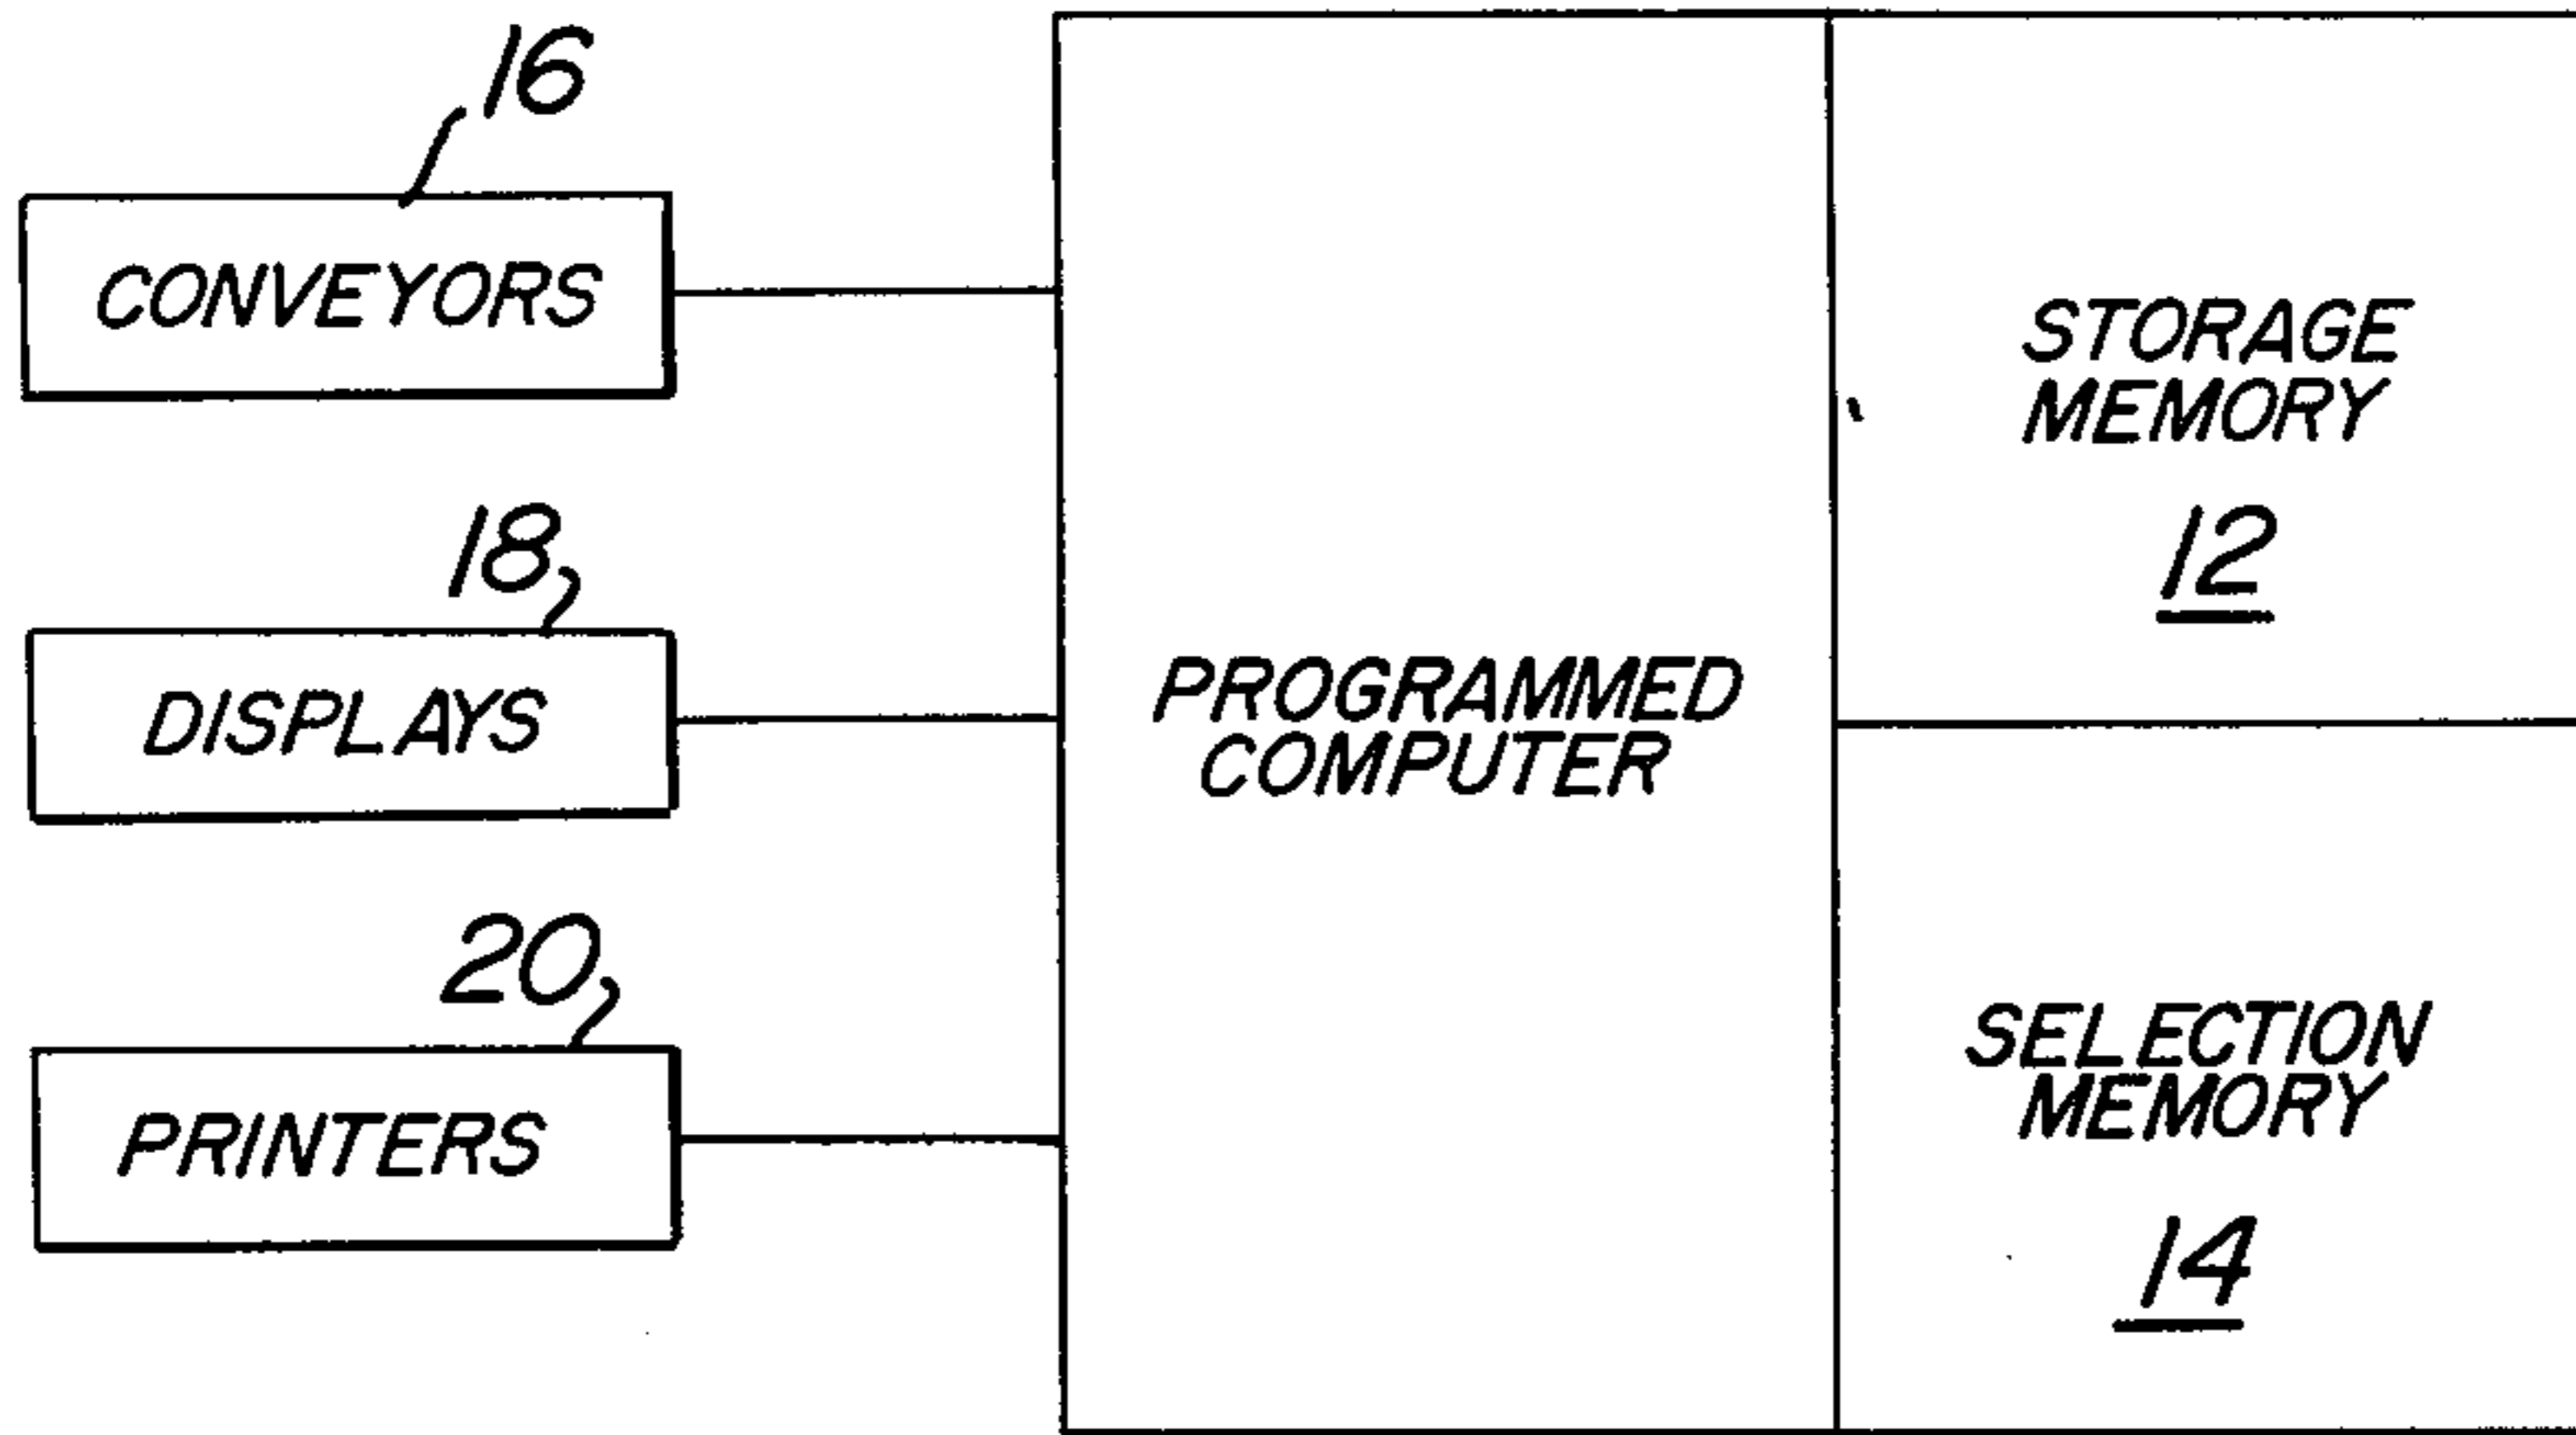 16
CONVEYORS
18
DISPLAYS
20
PRINTERS
PROGRAMMED
COMPUTER
STORAGE
MEMORY
12
SELECTION
MEMORY
14